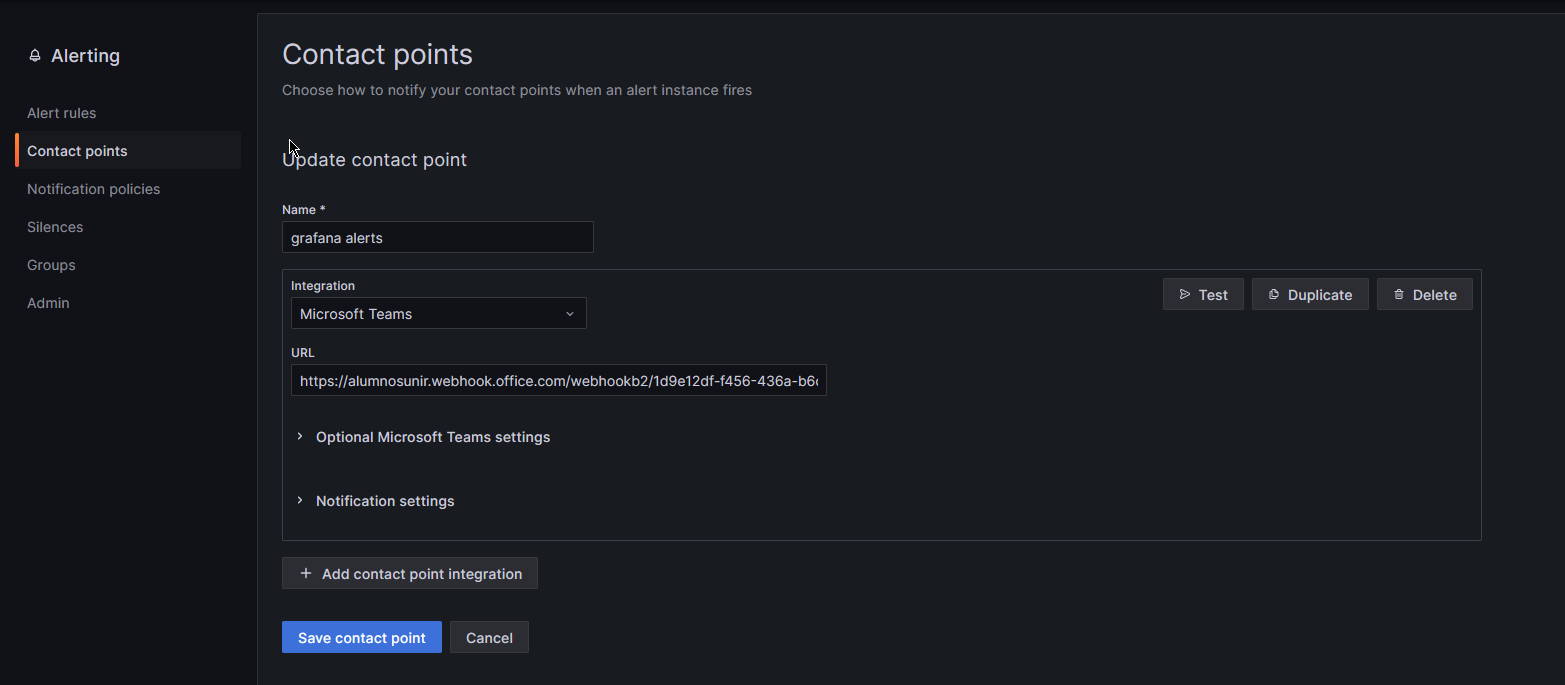 Alerting
Alert rules
Contact points
Notification policies
Silences
Groups
Admin
Contact points
Choose how to notify your contact points when an alert instance fires
Update contact point
Name *
grafana alerts
Integration
Microsoft Teams
Test
Duplicate
Delete
URL
https://alumnosunir.webhook.office.com/webhookb2/1d9e12df-f456-436a-b6
Optional Microsoft Teams settings
Notification settings
Add contact point integration
Save contact point
Cancel